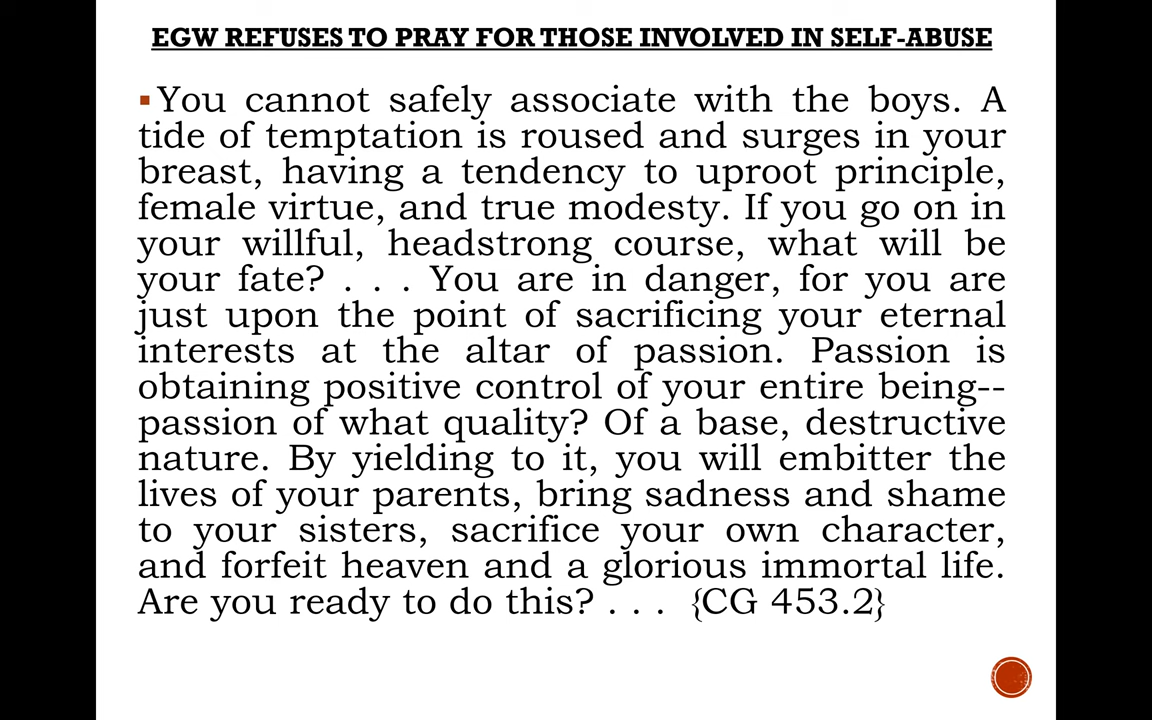 EGW REFUSES TO PRAY FOR THOSE INVOLVED IN SELF-ABUSE
▪You cannot safely associate with the boys. A
tide of temptation is roused and surges in your
breast, having a tendency to uproot principle,
female virtue, and true modesty. If you go on in
your willful, headstrong course, what will be
your fate? . . . You are in danger, for you are
just upon the point of sacrificing your eternal
interests at the altar of passion. Passion is
obtaining positive control of your entire being--
passion of what quality? Of a base, destructive
nature. By yielding to it, you will embitter the
lives of your parents, bring sadness and shame
to your sisters, sacrifice your own character,
and forfeit heaven and a glorious immortal life.
Are you ready to do this? . . . {CG 453.2}